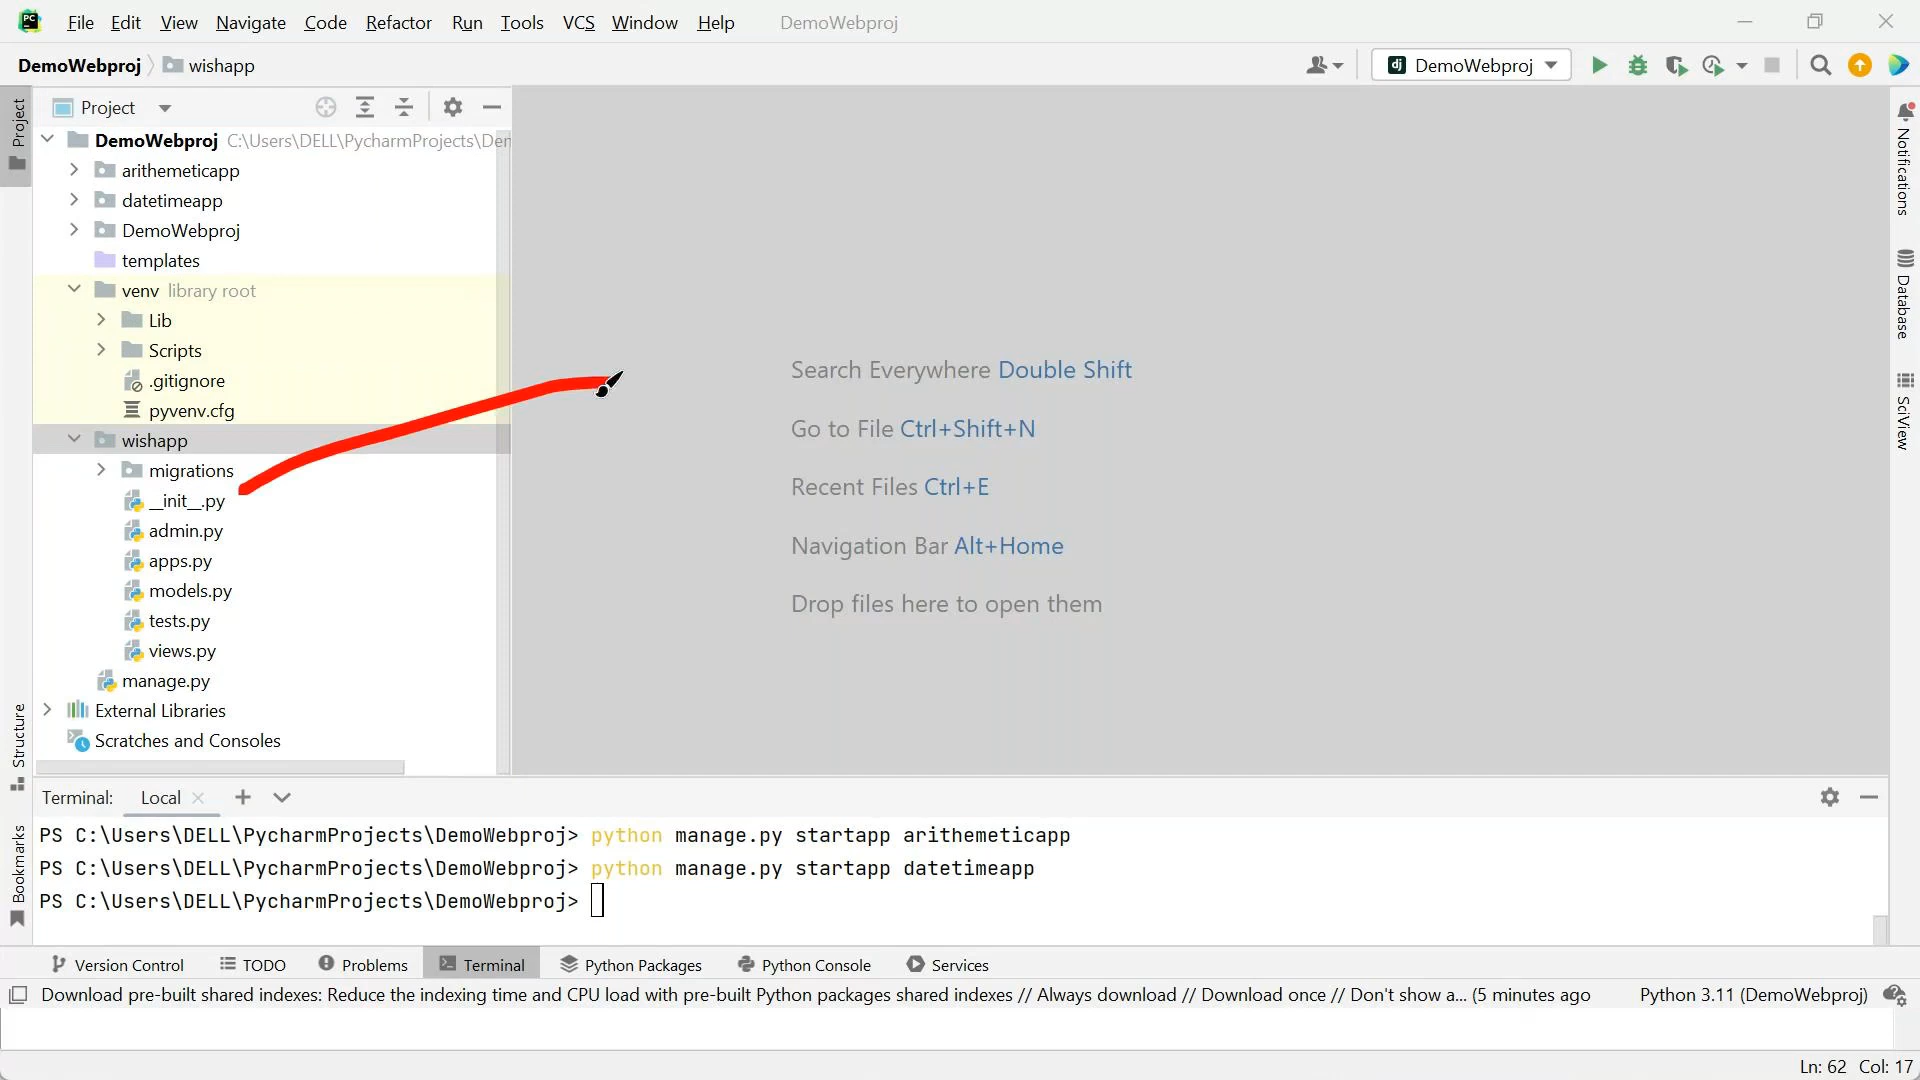 PC File Edit View Navigate Code Refactor Run Tools VCS Window Help DemoWebproj
DemoWebproj wishapp
dj DemoWebproj
Project
Project
DemoWebproj C:\Users\DELL\PycharmProjects\Den
arithemeticapp
datetimeapp
DemoWebproj
templates
venv library root
Lib
Scripts
.gitignore
pyvenv.cfg
wishapp
migrations
__init__.py
admin.py
apps.py
models.py
tests.py
views.py
manage.py
External Libraries
Scratches and Consoles
Search Everywhere Double Shift
Go to File Ctrl+Shift+N
Recent Files Ctrl+E
Navigation Bar Alt+Home
Drop files here to open them
Notifications
Database
SciView
Structure
Bookmarks
Terminal: Local
PS C:\Users\DELL\PycharmProjects\DemoWebproj> python manage.py startapp arithemeticapp
PS C:\Users\DELL\PycharmProjects\DemoWebproj> python manage.py startapp datetimeapp
PS C:\Users\DELL\PycharmProjects\DemoWebproj>
Version Control TODO Problems Terminal Python Packages Python Console Services
Download pre-built shared indexes: Reduce the indexing time and CPU load with pre-built Python packages shared indexes // Always download // Download once // Don't show a... (5 minutes ago Python 3.11 (DemoWebproj)
Ln: 62 Col: 17